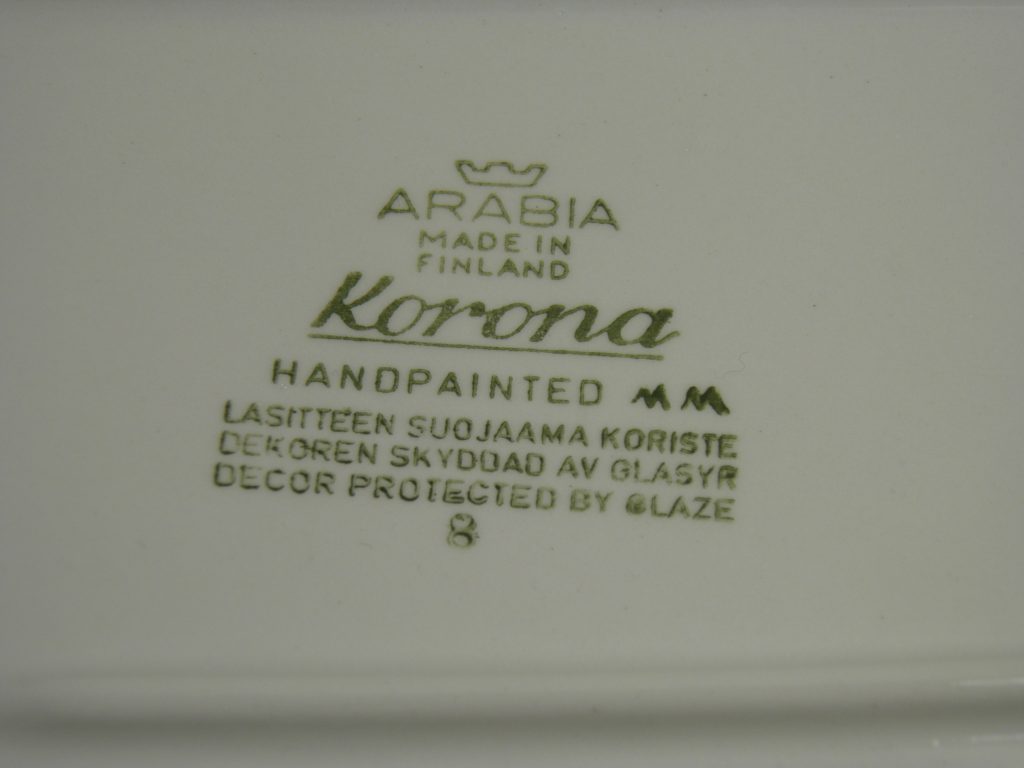 ARABIA
MADE IN
FINLAND
Korona
HANDPAINTED MM
LASITTEEN SUOJAAMA KORISTE
DEKOREN SKYDDAD AV GLASYR
DECOR PROTECTED BY GLAZE
8